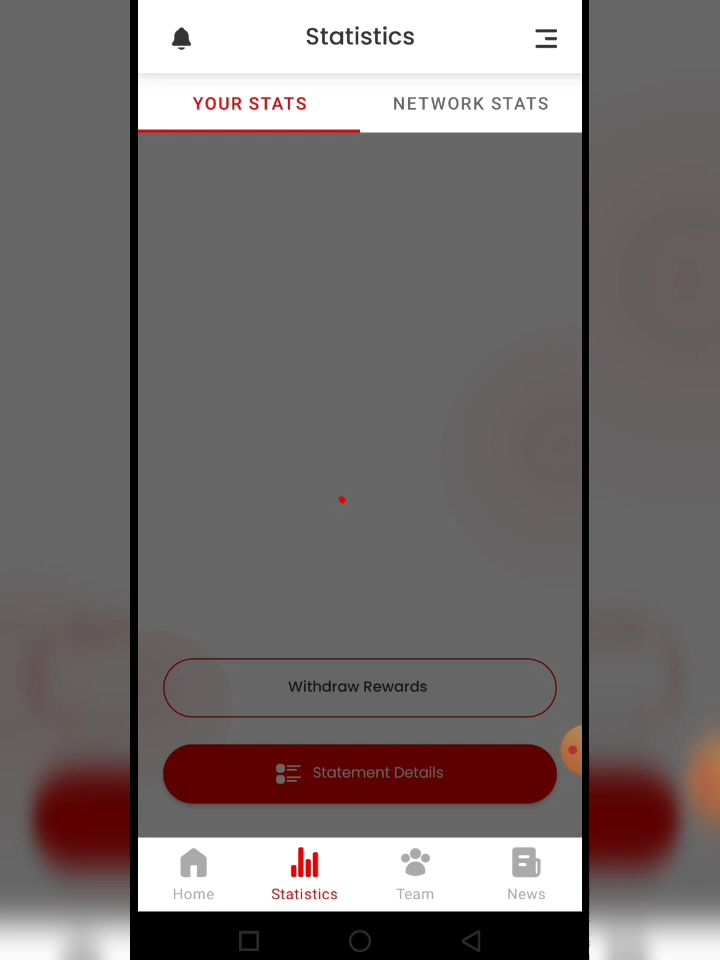 Statistics
YOUR STATS
NETWORK STATS
Withdraw Rewards
Statement Details
Home
Statistics
Team
News